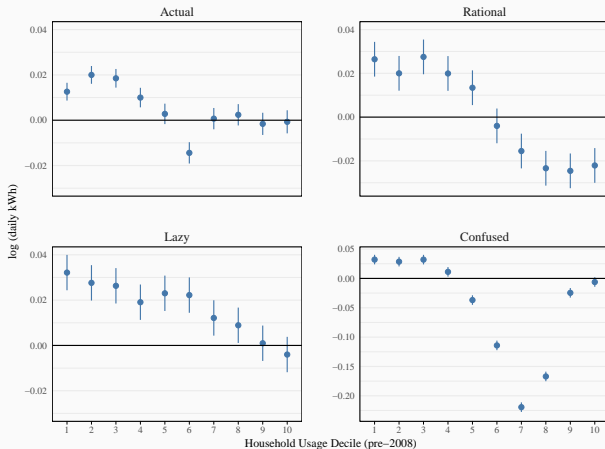 Actual
Rational
0.04
0.02
0.00
−0.02
0.04
0.02
0.00
−0.02
log (daily kWh)
Lazy
Confused
0.04
0.02
0.00
−0.02
0.05
0.00
−0.05
−0.10
−0.15
−0.20
1 2 3 4 5 6 7 8 9 10
1 2 3 4 5 6 7 8 9 10
Household Usage Decile (pre−2008)